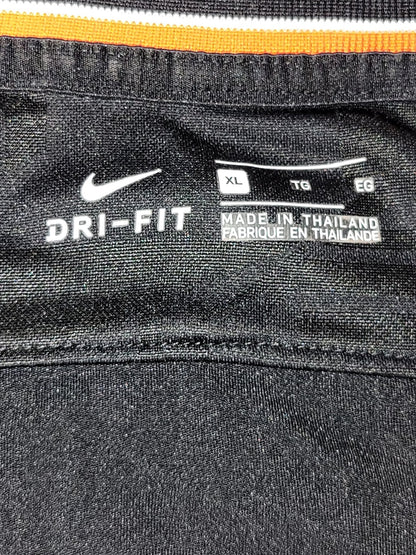 DRI-FIT
XL TG EG
MADE IN THAILAND
FABRIQUE EN THAILANDE